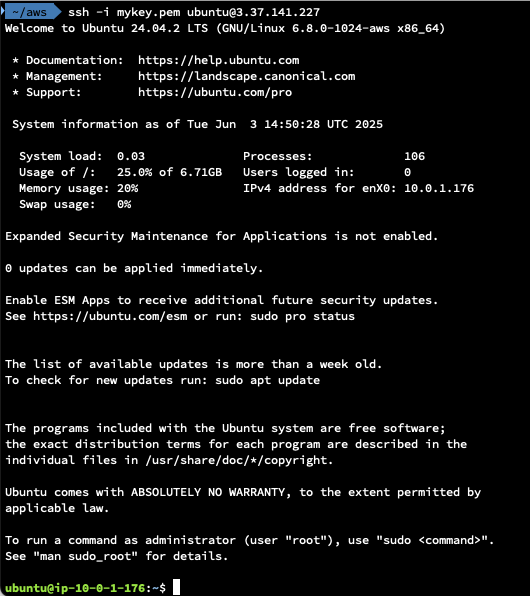 ~/aws ssh -i mykey.pem ubuntu@3.37.141.227
Welcome to Ubuntu 24.04.2 LTS (GNU/Linux 6.8.0-1024-aws x86_64)
* Documentation: https://help.ubuntu.com
* Management: https://landscape.canonical.com
* Support: https://ubuntu.com/pro
System information as of Tue Jun 3 14:50:28 UTC 2025
System load: 0.03 Processes: 106
Usage of /: 25.0% of 6.71GB Users logged in: 0
Memory usage: 20% IPv4 address for enX0: 10.0.1.176
Swap usage: 0%
Expanded Security Maintenance for Applications is not enabled.
0 updates can be applied immediately.
Enable ESM Apps to receive additional future security updates.
See https://ubuntu.com/esm or run: sudo pro status
The list of available updates is more than a week old.
To check for new updates run: sudo apt update
The programs included with the Ubuntu system are free software;
the exact distribution terms for each program are described in the
individual files in /usr/share/doc/*/copyright.
Ubuntu comes with ABSOLUTELY NO WARRANTY, to the extent permitted by
applicable law.
To run a command as administrator (user "root"), use "sudo <command>".
See "man sudo_root" for details.
ubuntu@ip-10-0-1-176:~$